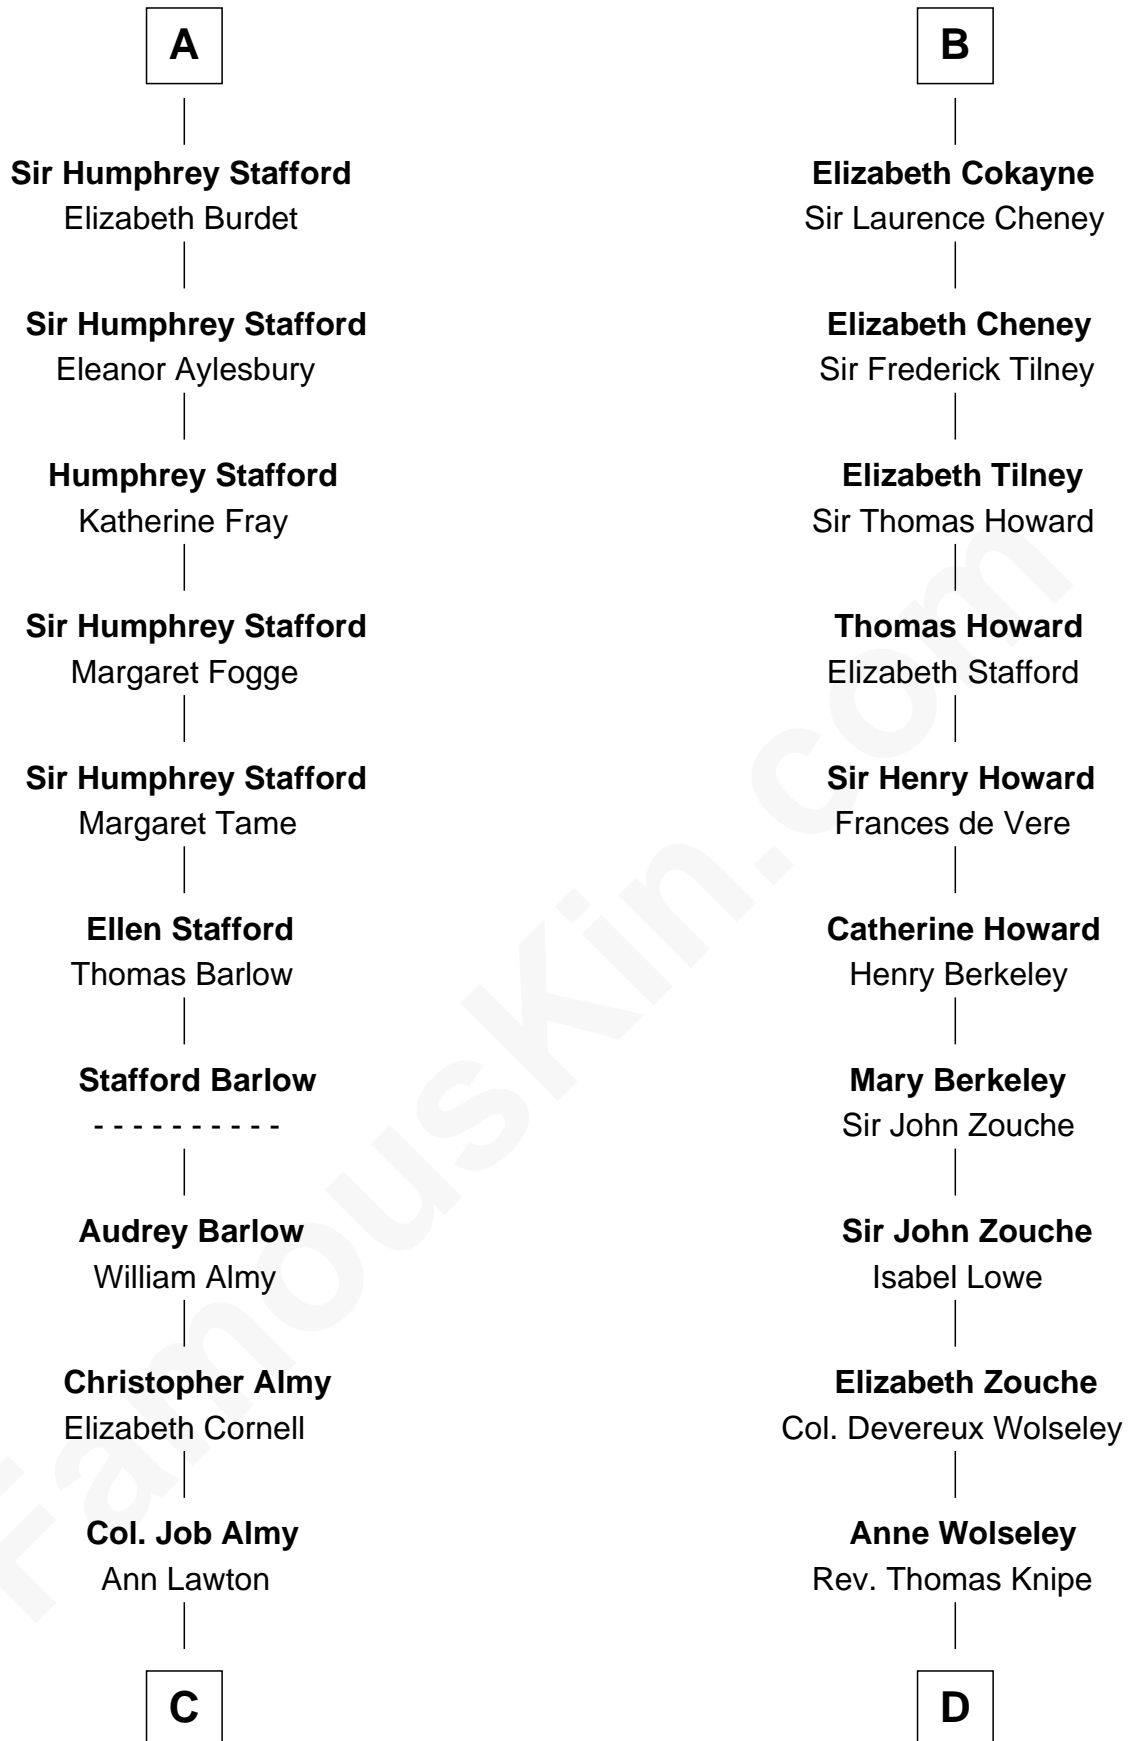 A
Sir Humphrey Stafford
Elizabeth Burdet
Sir Humphrey Stafford
Eleanor Aylesbury
Humphrey Stafford
Katherine Fray
Sir Humphrey Stafford
Margaret Fogge
Sir Humphrey Stafford
Margaret Tame
Ellen Stafford
Thomas Barlow
Stafford Barlow
- - - - - - - - - -
Audrey Barlow
William Almy
Christopher Almy
Elizabeth Cornell
Col. Job Almy
Ann Lawton
C
B
Elizabeth Cokayne
Sir Laurence Cheney
Elizabeth Cheney
Sir Frederick Tilney
Elizabeth Tilney
Sir Thomas Howard
Thomas Howard
Elizabeth Stafford
Sir Henry Howard
Frances de Vere
Catherine Howard
Henry Berkeley
Mary Berkeley
Sir John Zouche
Sir John Zouche
Isabel Lowe
Elizabeth Zouche
Col. Devereux Wolseley
Anne Wolseley
Rev. Thomas Knipe
D
FamousKin.com